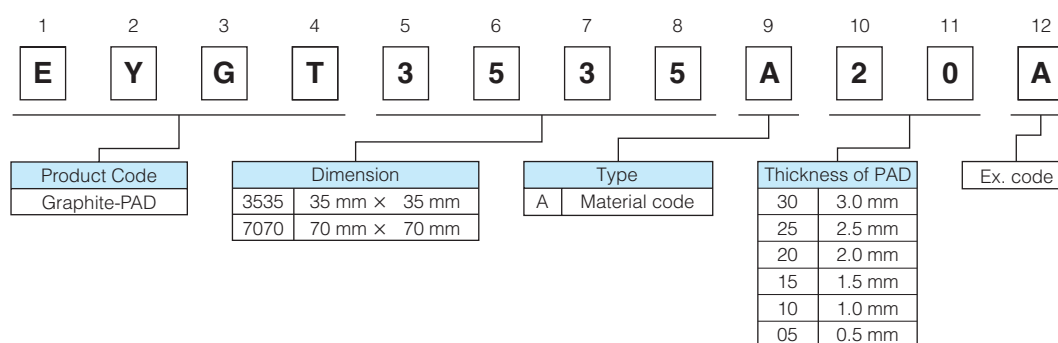 1 2 3 4 5 6 7 8 9 10 11 12
E Y G T 3 5 3 5 A 2 0 A
Product Code
Graphite-PAD
Dimension
3535 35 mm × 35 mm
7070 70 mm × 70 mm
Type
A Material code
Thickness of PAD
30 3.0 mm
25 2.5 mm
20 2.0 mm
15 1.5 mm
10 1.0 mm
05 0.5 mm
Ex. code